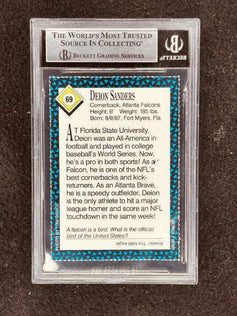 THE WORLD'S MOST TRUSTED
SOURCE IN COLLECTING
BECKETT GRADING SERVICES
BECKETT
69
DEION SANDERS
Cornerback, Atlanta Falcons
Height: 6' Weight: 185 lbs.
Born: 8/9/67, Fort Myers, Fla.
AT Florida State University,
Deion was an All-America in
football and played in college
baseball's World Series. Now,
he's a pro in both sports! As a
Falcon, he is one of the NFL's
best cornerbacks and kick-
returners. As an Atlanta Brave,
he is a speedy outfielder. Deion
is the only athlete to hit a major
league homer and score an NFL
touchdown in the same week!
A falcon is a bird. What is the official
bird of the United States?
Answer: The bald eagle